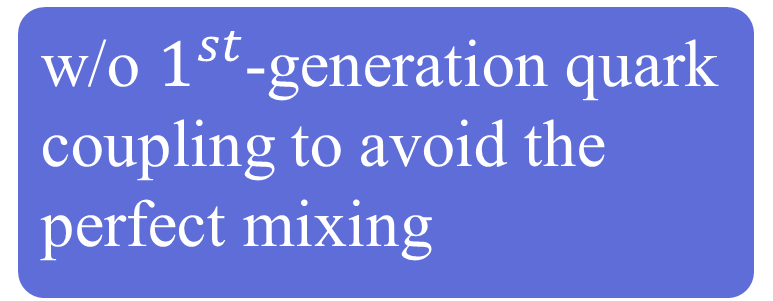 w/o 1st-generation quark
coupling to avoid the
perfect mixing